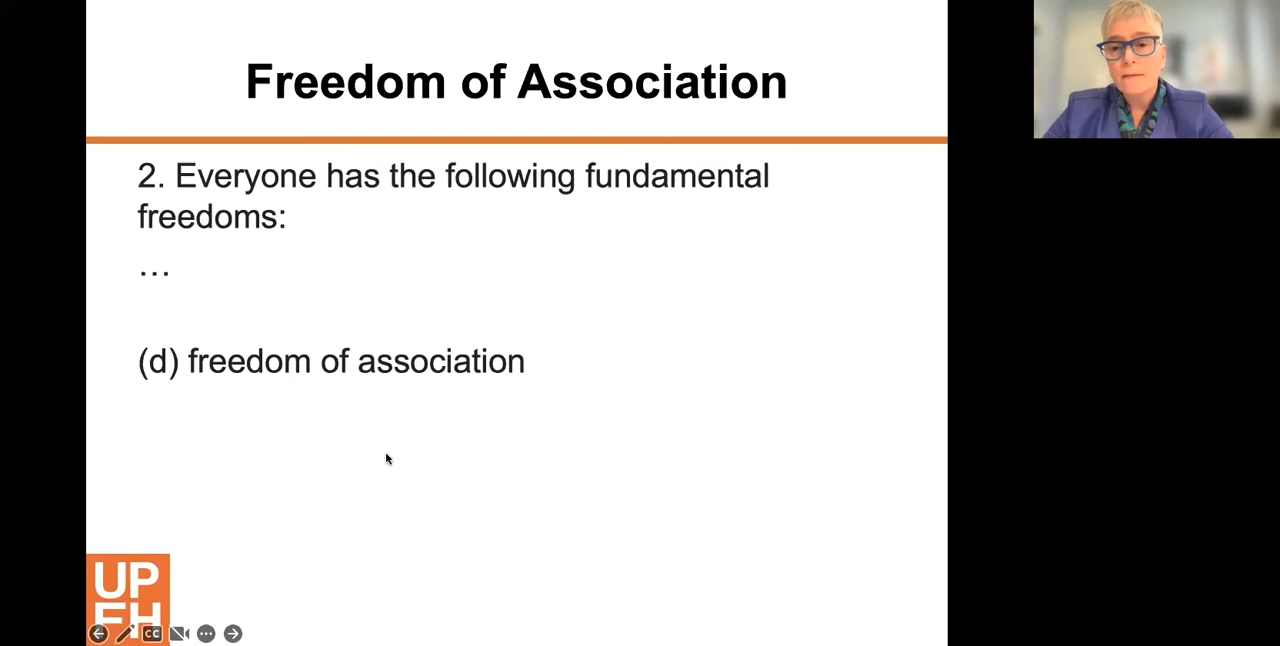 Freedom of Association
2. Everyone has the following fundamental
freedoms:
…
(d) freedom of association
UP
FH
CC